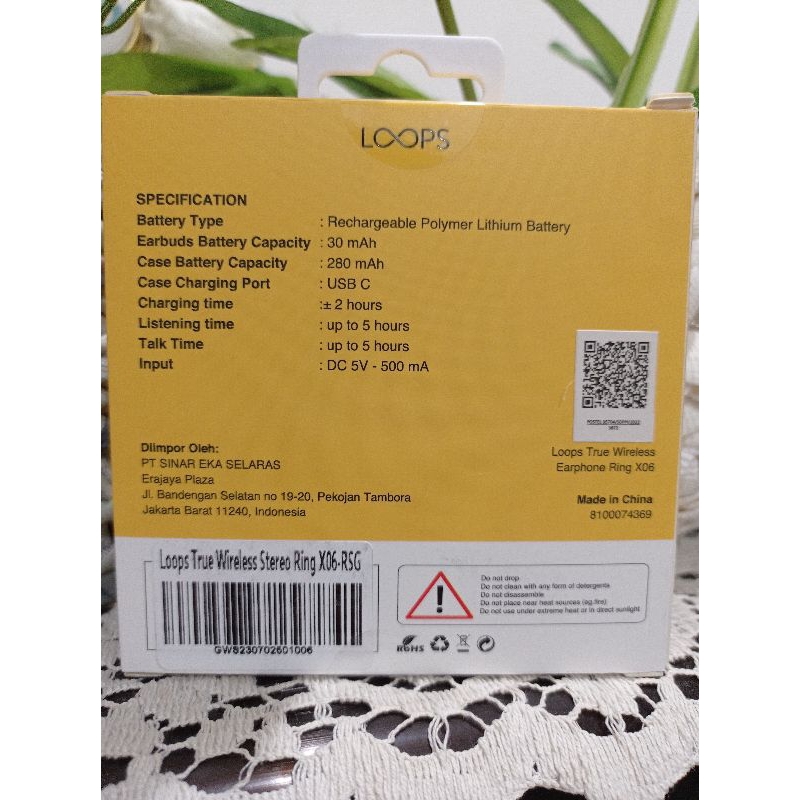 LOOPS
SPECIFICATION
Battery Type : Rechargeable Polymer Lithium Battery
Earbuds Battery Capacity : 30 mAh
Case Battery Capacity : 280 mAh
Case Charging Port : USB C
Charging time :± 2 hours
Listening time : up to 5 hours
Talk Time : up to 5 hours
Input : DC 5V - 500 mA
Loops True Wireless
Earphone Ring X06
Made in China
8100074369
Diimpor Oleh:
PT SINAR EKA SELARAS
Erajaya Plaza
Jl. Bandengan Selatan no 19-20, Pekojan Tambora
Jakarta Barat 11240, Indonesia
Loops True Wireless Stereo Ring X06-RSG
GW8230702601006
Do not drop
Do not clean with any form of detergents
Do not disassemble
Do not place near heat sources (eg.fire)
Do not use under extreme heat or in direct sunlight
RoHS